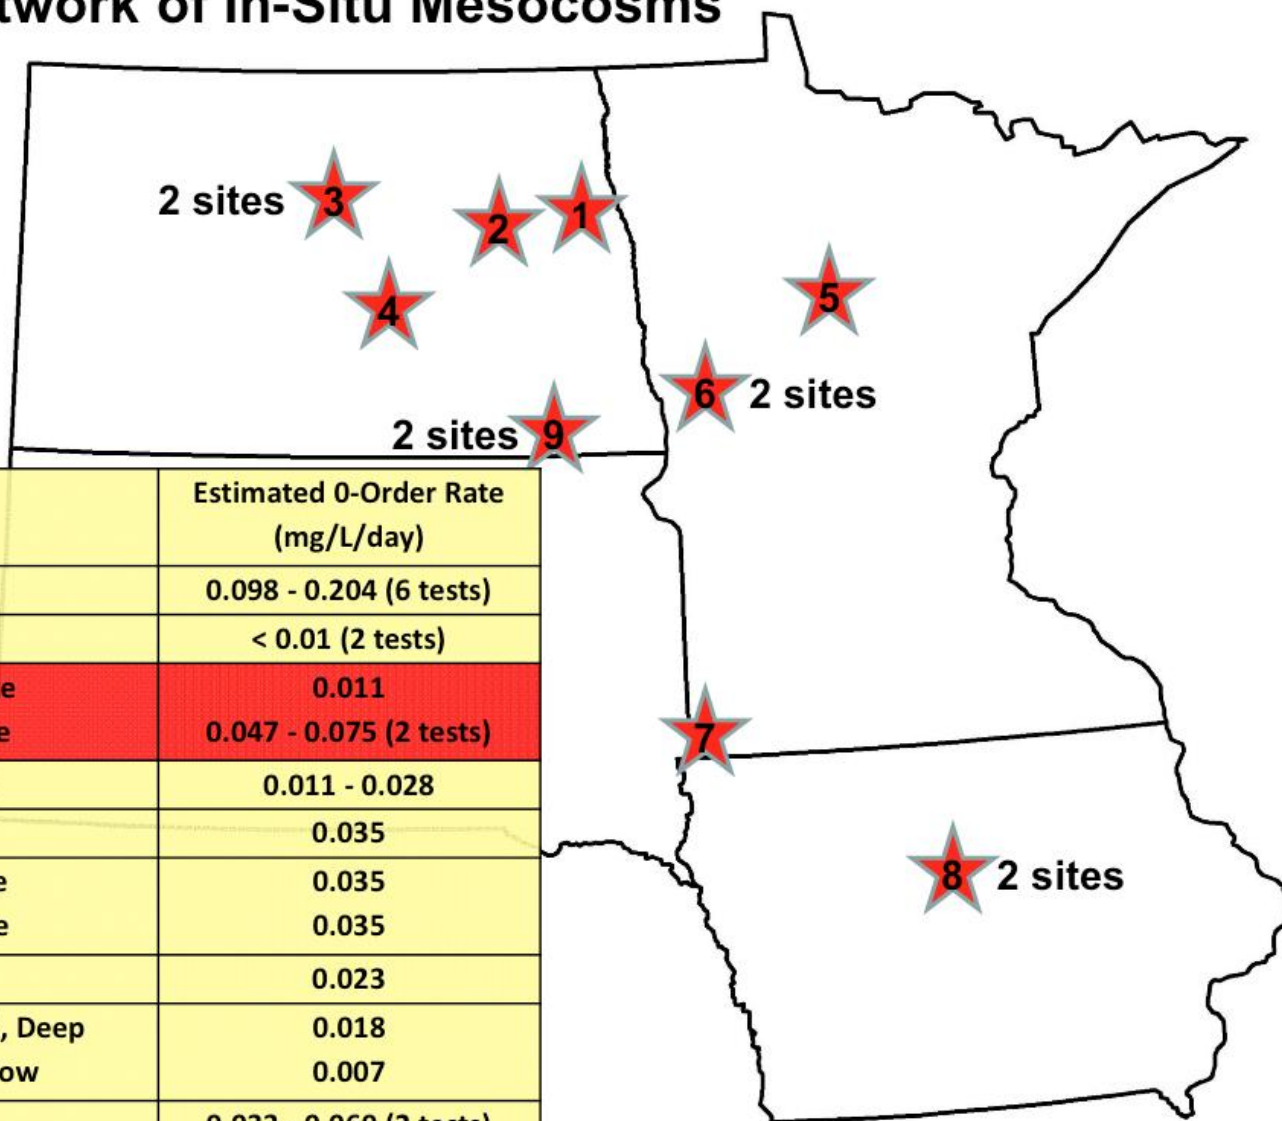 of In-Situ Mesocosms
2 sites
3
2
1
4
5
6
2 sites
2 sites
9
Estimated 0-Order Rate
(mg/L/day)
0.098 - 0.204 (6 tests)
< 0.01 (2 tests)
0.011
0.047 - 0.075 (2 tests)
0.011 - 0.028
0.035
0.035
0.035
0.023
, Deep
0.018
0.007
7
8
2 sites